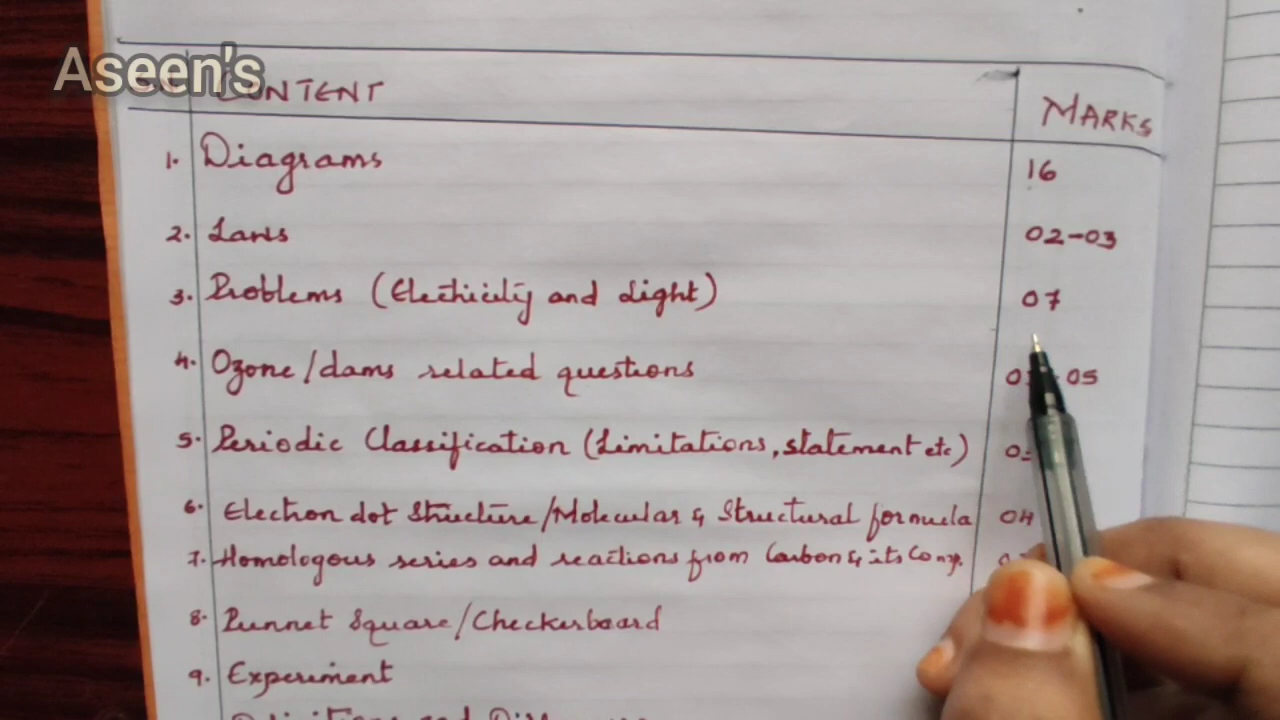 Aseen's
CONTENT MARKS
1. Diagrams 16
2. Laws 02-03
3. Problems (Electricity and Light) 07
4. Ozone/dams related questions 05
5. Periodic Classification (Limitations, statement etc)
6. Electron dot Structure/Molecular & Structural formula 04
7. Homologous series and reactions from Carbon & its Comp.
8. Punnet Square/Checkerboard
9. Experiment